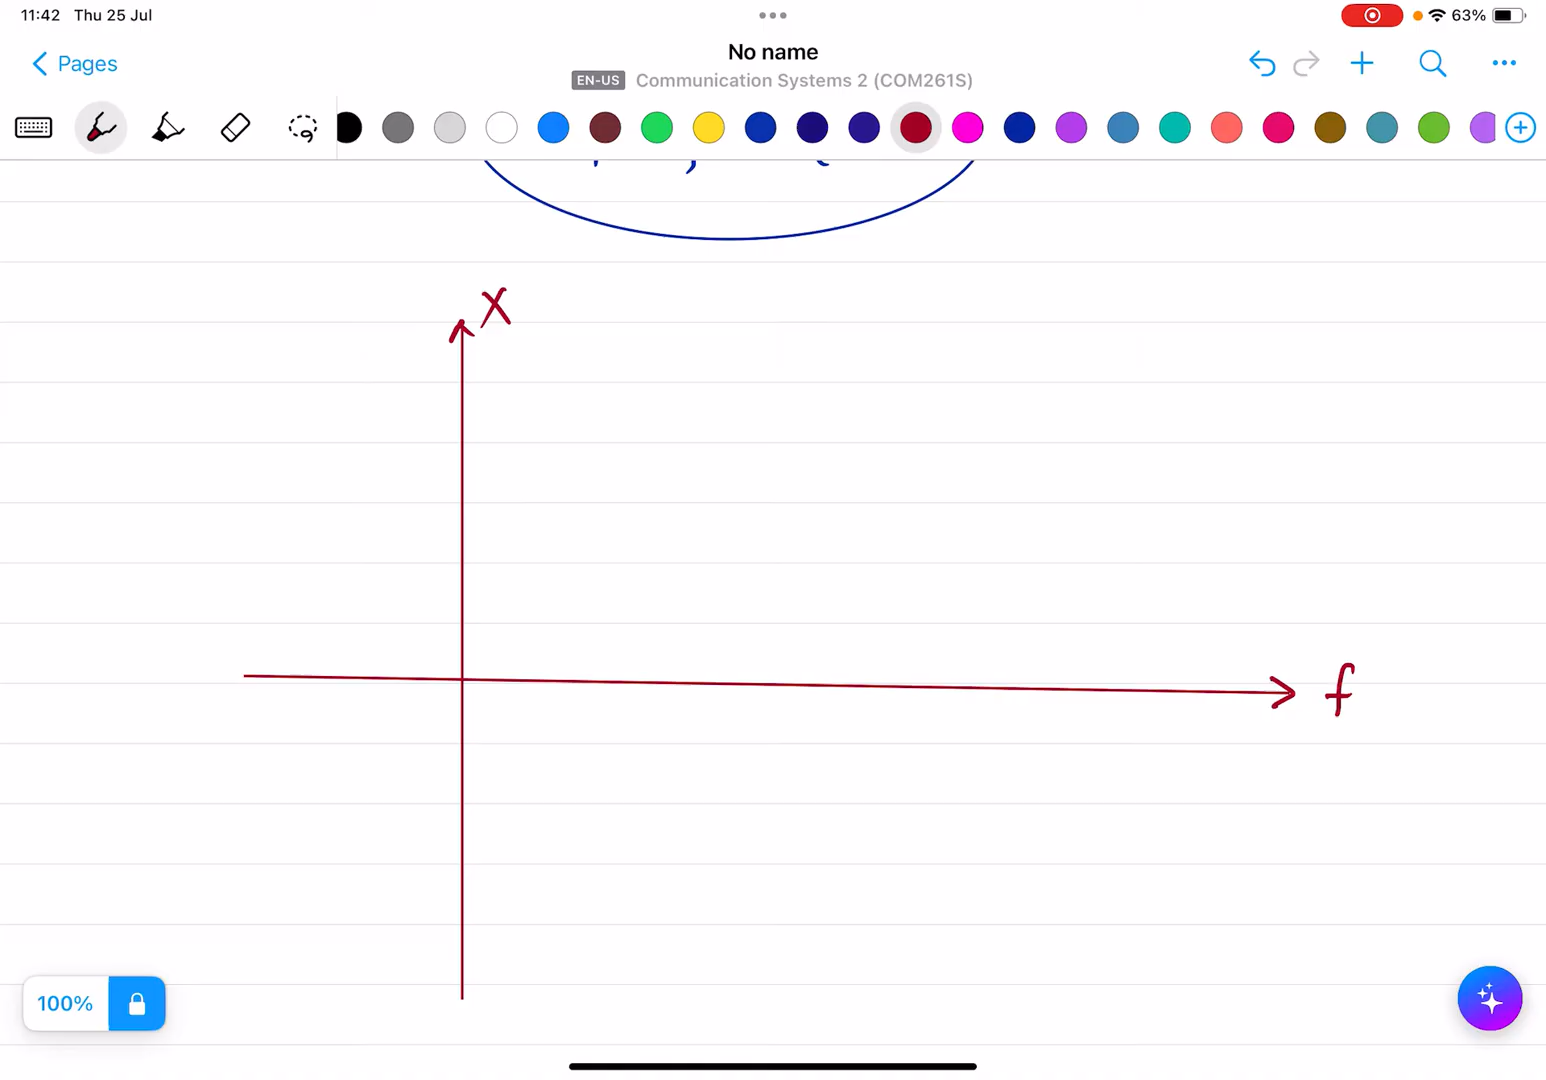 11:42 Thu 25 Jul 63%
Pages
No name
EN-US Communication Systems 2 (COM261S)
X
f
100%